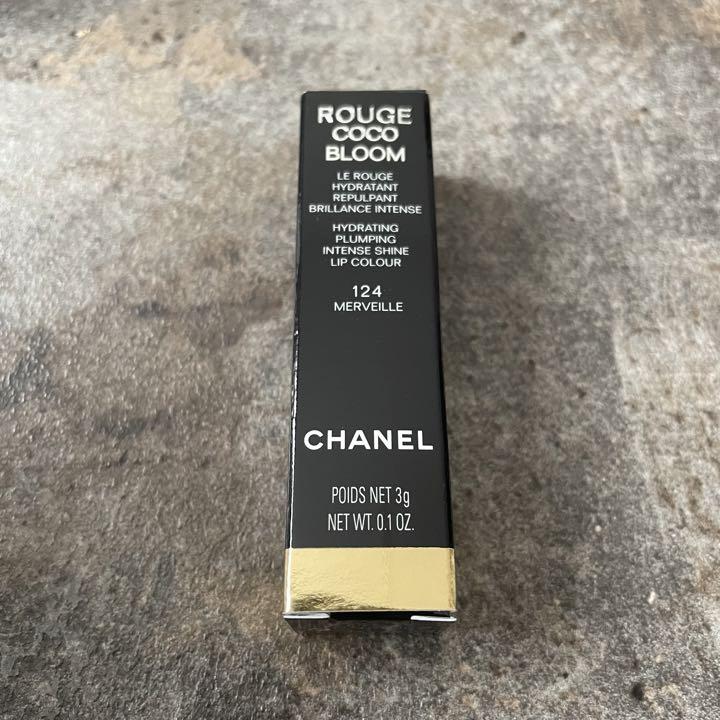 ROUGE
COCO
BLOOM
LE ROUGE
HYDRATANT
REPULPANT
BRILLANCE INTENSE
HYDRATING
PLUMPING
INTENSE SHINE
LIP COLOUR
124
MERVEILLE
CHANEL
POIDS NET 3g
NET WT. 0.1 OZ.